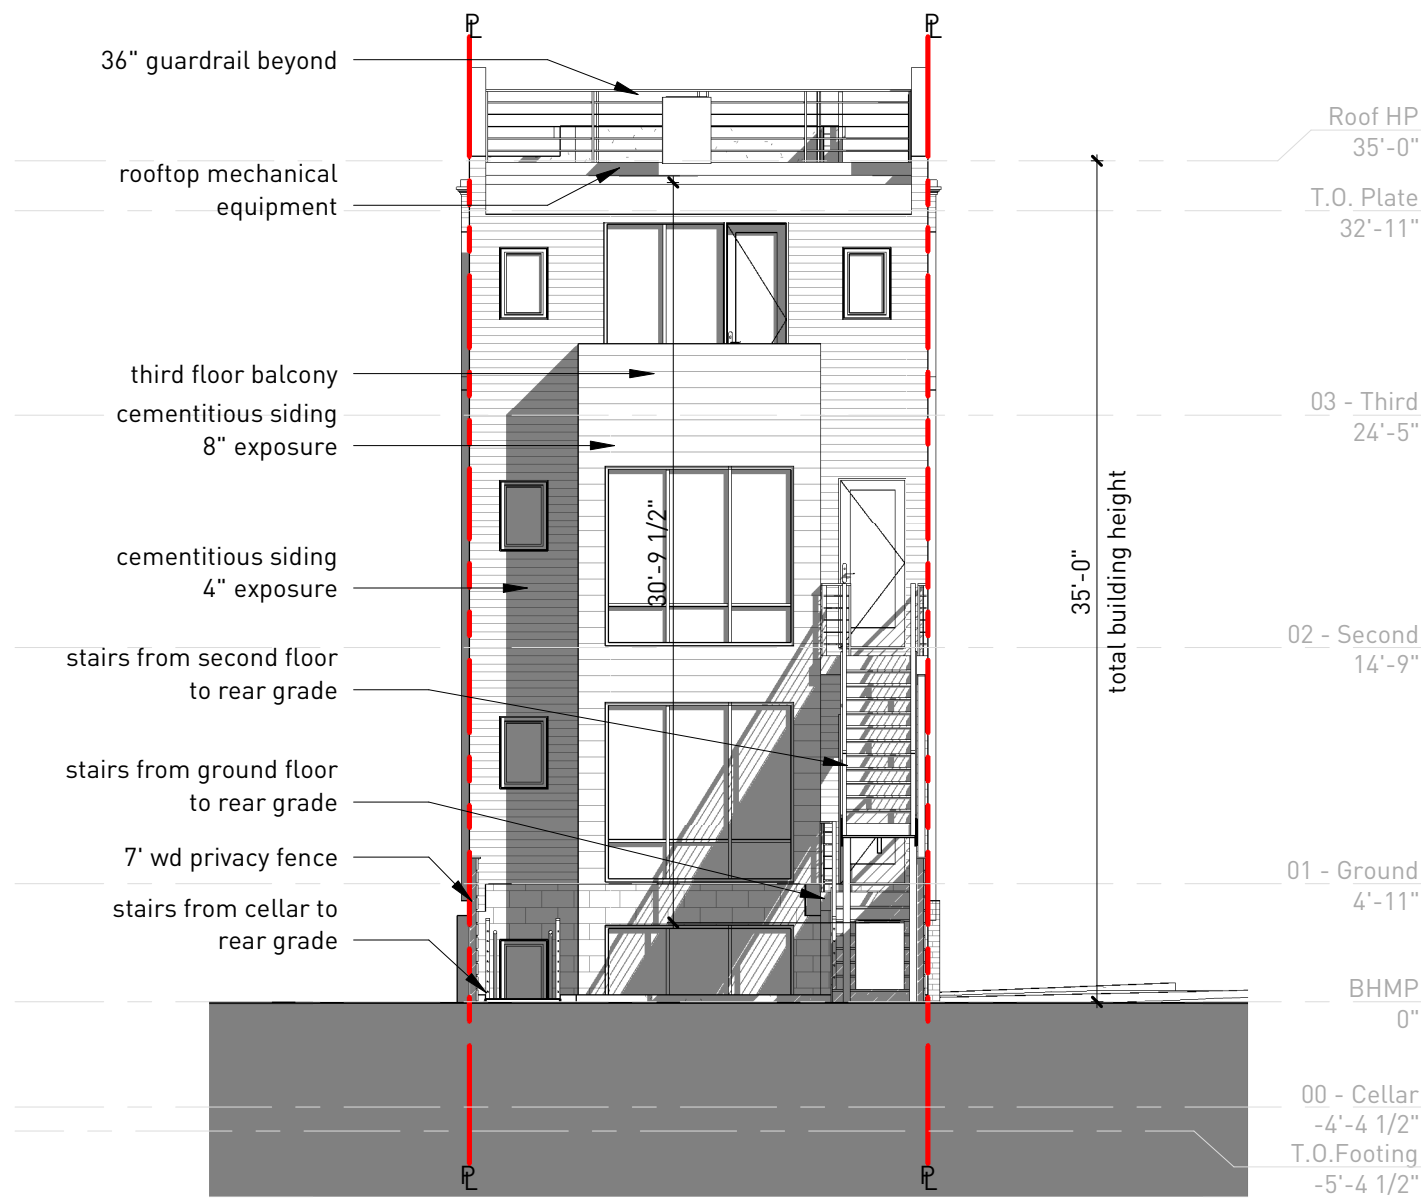 PL
PL
36" guardrail beyond
rooftop mechanical
equipment
third floor balcony
cementitious siding
8" exposure
cementitious siding
4" exposure
stairs from second floor
to rear grade
stairs from ground floor
to rear grade
7' wd privacy fence
stairs from cellar to
rear grade
30'-9 1/2"
35'-0"
total building height
Roof HP
35'-0"
T.O. Plate
32'-11"
03 - Third
24'-5"
02 - Second
14'-9"
01 - Ground
4'-11"
BHMP
0"
00 - Cellar
-4'-4 1/2"
T.O.Footing
-5'-4 1/2"
PL
PL